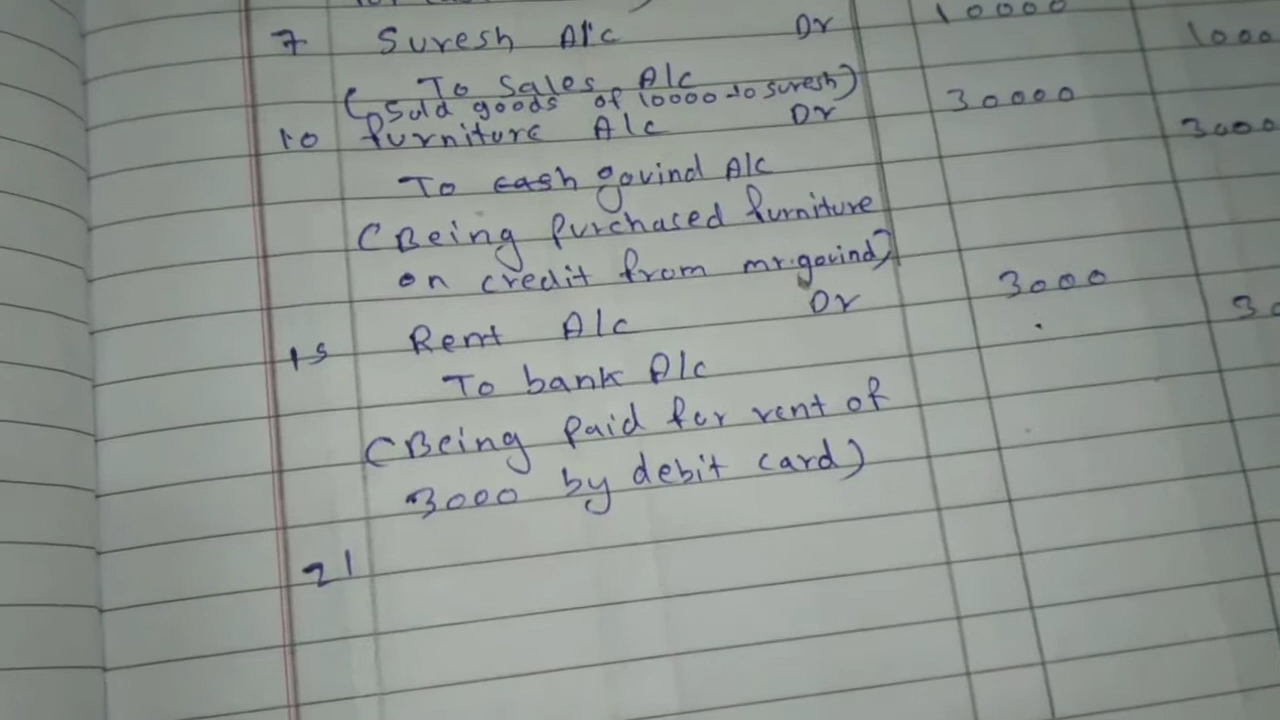 7 Suresh A/c Dr 10000
1000
To Sales A/c
(Sold goods of 10000 to suresh)
10 furniture A/c Dr 30000
3000
To cash govind A/c
(Being purchased furniture
on credit from mr.govind)
15 Rent A/c Dr 3000
30
To bank A/c
(Being paid for rent of
3000 by debit card)
21